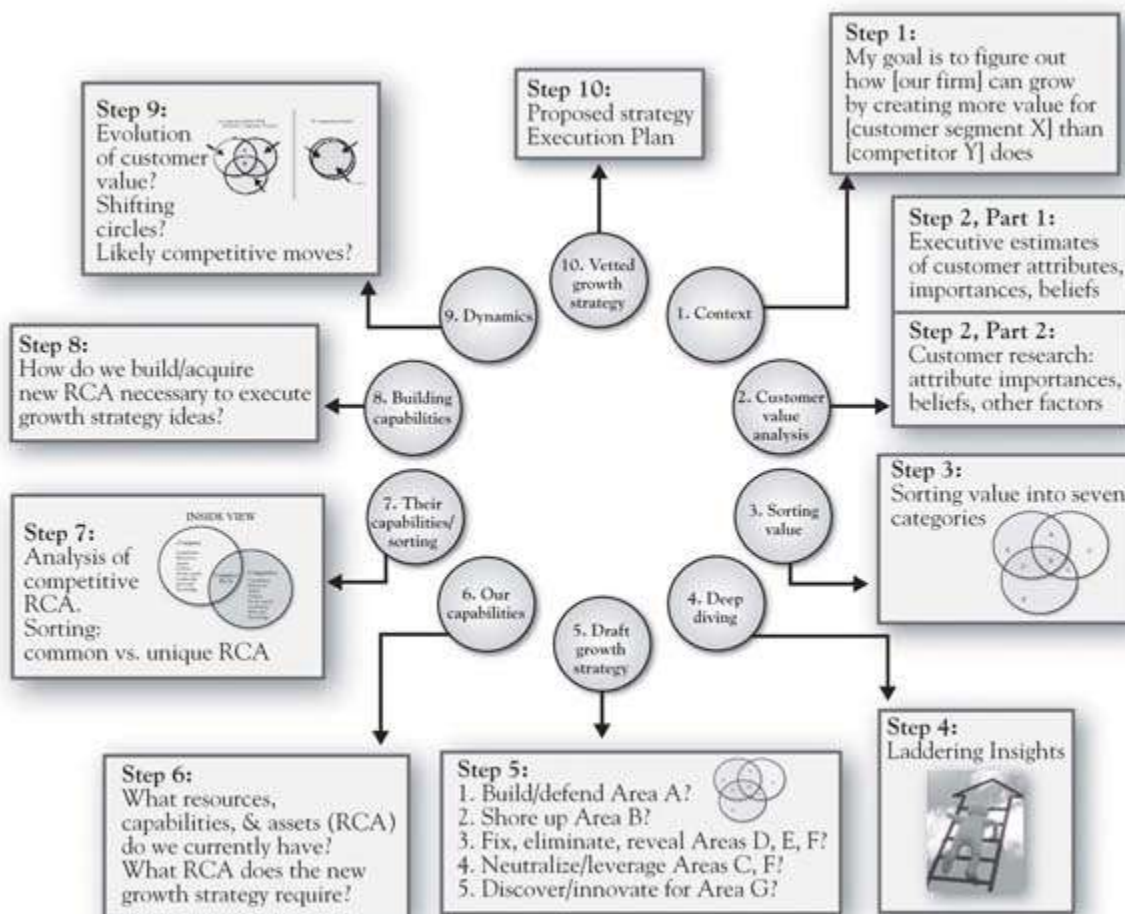 Step 1:
My goal is to figure out
how [our firm] can grow
by creating more value for
[customer segment X] than
[competitor Y] does
Step 10:
Proposed strategy
Execution Plan
Step 9:
Evolution
of customer
value?
Shifting
circles?
Likely competitive moves?
Step 2, Part 1:
Executive estimates
of customer attributes,
importances, beliefs
Step 2, Part 2:
Customer research:
attribute importances,
beliefs, other factors
10. Vetted
growth
strategy
9. Dynamics
1. Context
Step 8:
How do we build/acquire
new RCA necessary to execute
growth strategy ideas?
8. Building
capabilities
2. Customer
value
analysis
Step 3:
Sorting value into seven
categories
7. Their
capabilities/
sorting
3. Sorting
value
Step 7:
Analysis of
competitive
RCA.
Sorting:
common vs. unique RCA
INSIDE VIEW
6. Our
capabilities
4. Deep
diving
5. Draft
growth
strategy
Step 4:
Laddering Insights
Step 6:
What resources,
capabilities, & assets (RCA)
do we currently have?
What RCA does the new
growth strategy require?
Step 5:
1. Build/defend Area A?
2. Shore up Area B?
3. Fix, eliminate, reveal Areas D, E, F?
4. Neutralize/leverage Areas C, F?
5. Discover/innovate for Area G?